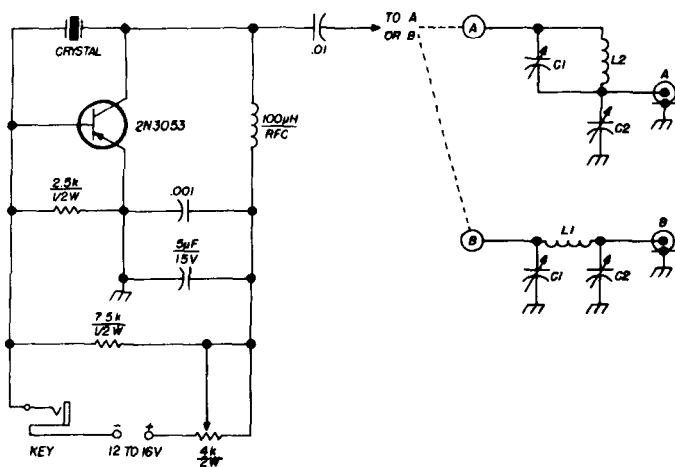 CRYSTAL
.01
TO A
OR B
A
C1
L2
A
C2
2N3053
100μH
RFC
2.5k
1/2W
.001
5μF
15V
B
L1
B
C1
C2
7.5k
1/2W
KEY
-
+
12 TO 16V
4k
2W